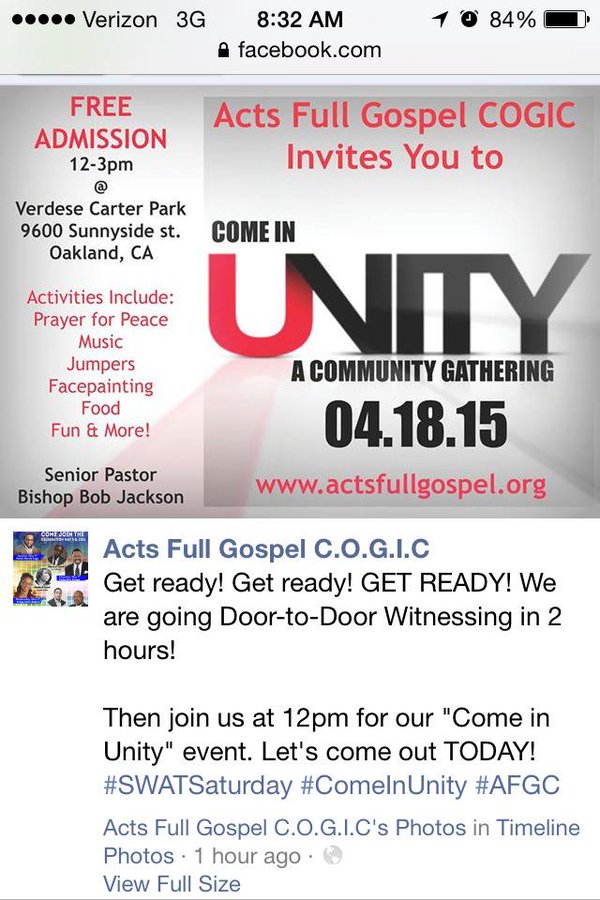 Verizon 3G 8:32 AM 84%
facebook.com
FREE
ADMISSION
12-3pm
@
Verdese Carter Park
9600 Sunnyside st.
Oakland, CA
Activities Include:
Prayer for Peace
Music
Jumpers
Facepainting
Food
Fun & More!
Senior Pastor
Bishop Bob Jackson
Acts Full Gospel COGIC
Invites You to
COME IN
UNITY
A COMMUNITY GATHERING
04.18.15
www.actsfullgospel.org
COME JOIN THE
Acts Full Gospel C.O.G.I.C
Get ready! Get ready! GET READY! We
are going Door-to-Door Witnessing in 2
hours!
Then join us at 12pm for our "Come in
Unity" event. Let's come out TODAY!
#SWATSaturday #ComeInUnity #AFGC
Acts Full Gospel C.O.G.I.C's Photos in Timeline
Photos · 1 hour ago ·
View Full Size